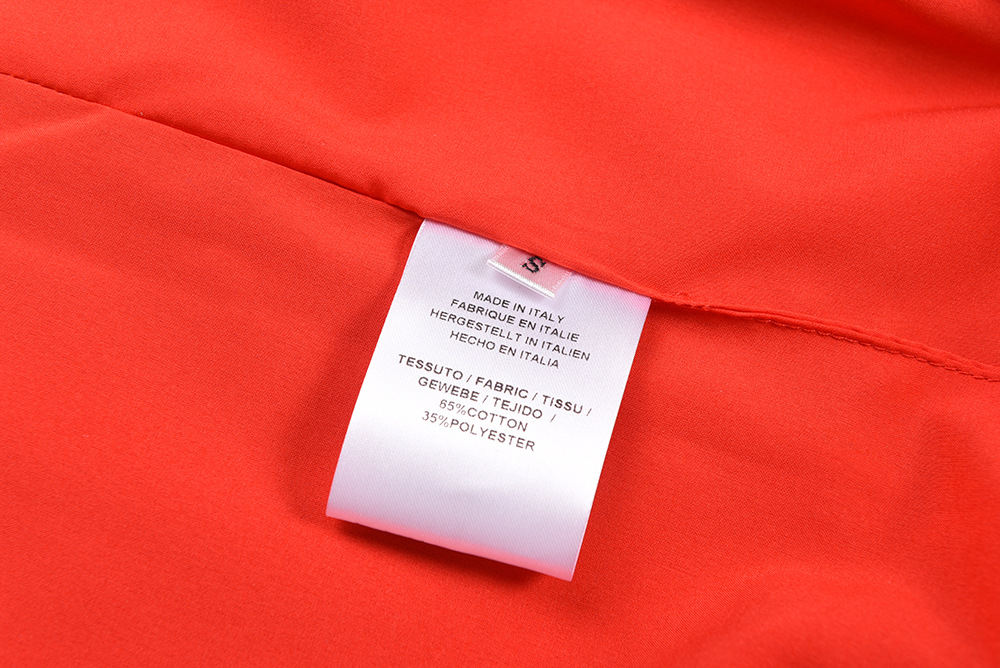 S
MADE IN ITALY
FABRIQUE EN ITALIE
HERGESTELLT IN ITALIEN
HECHO EN ITALIA
TESSUTO / FABRIC / TISSU /
GEWEBE / TEJIDO /
65%COTTON
35%POLYESTER